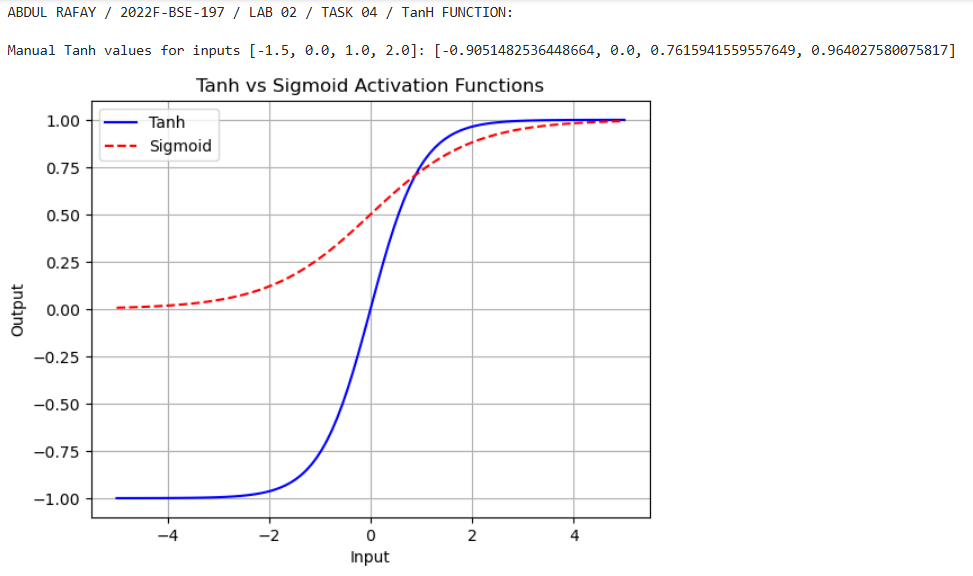 ABDUL RAFAY / 2022F-BSE-197 / LAB 02 / TASK 04 / TanH FUNCTION:
Manual Tanh values for inputs [-1.5, 0.0, 1.0, 2.0]: [-0.9051482536448664, 0.0, 0.7615941559557649, 0.964027580075817]
Tanh vs Sigmoid Activation Functions
Tanh
Sigmoid
1.00
0.75
0.50
0.25
0.00
−0.25
−0.50
−0.75
−1.00
Output
−4 −2 0 2 4
Input